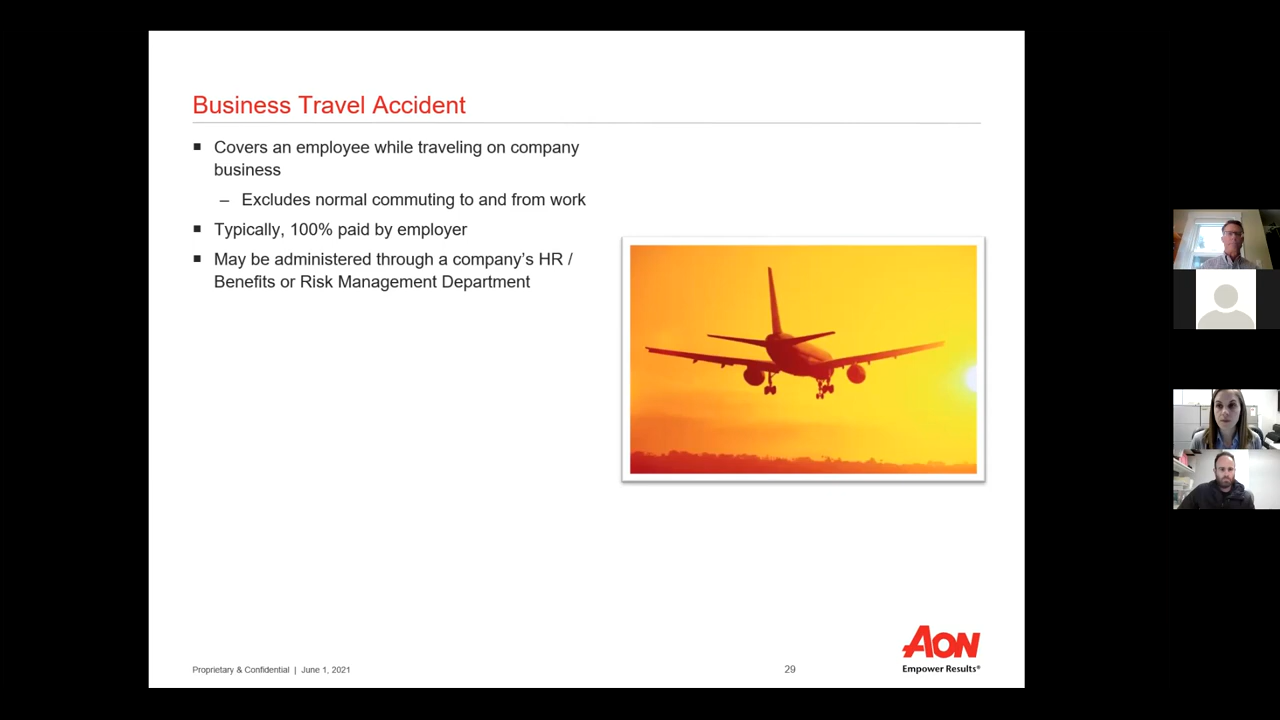 Business Travel Accident
▪ Covers an employee while traveling on company
business
– Excludes normal commuting to and from work
▪ Typically, 100% paid by employer
▪ May be administered through a company’s HR /
Benefits or Risk Management Department
AON
Empower Results®
Proprietary & Confidential | June 1, 2021
29